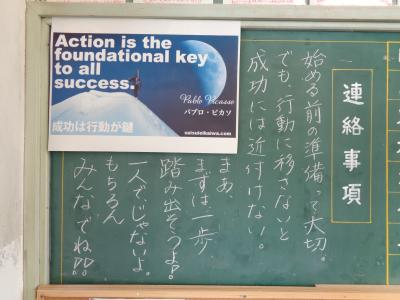 Action is the
foundational key
to all
success.
Pablo Picasso
パブロ・ピカソ
成功は行動が鍵
eatsudeikaiwa.com
連絡事項
始める前の準備って大切。
でも、行動に移さないと
成功には近付けない。
まあ、
まずは一歩
踏み出そうよ!
一人でじゃないよ。
もちろん
みんなでね!!